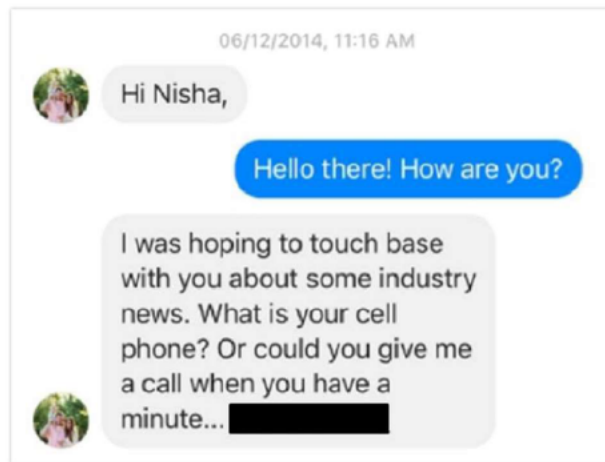 06/12/2014, 11:16 AM
Hi Nisha,
Hello there! How are you?
I was hoping to touch base
with you about some industry
news. What is your cell
phone? Or could you give me
a call when you have a
minute...